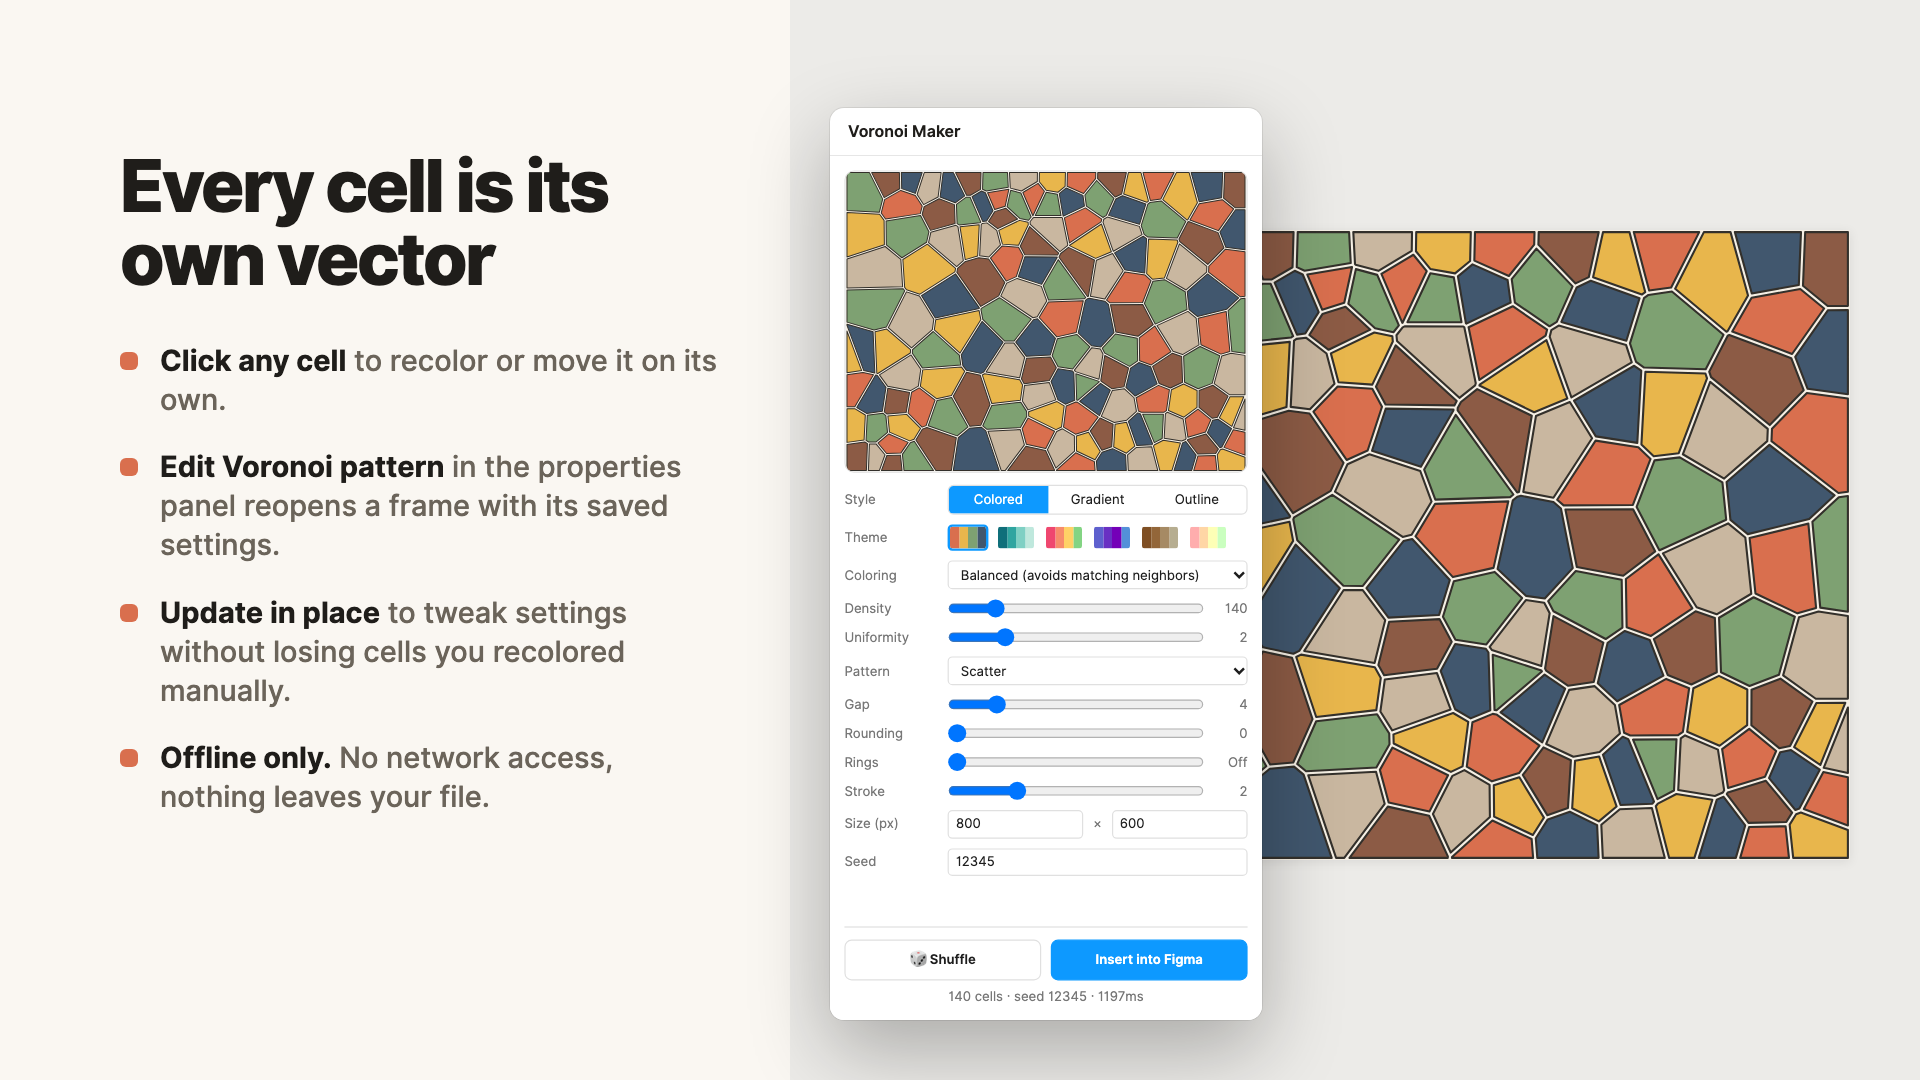 Every cell is its
own vector
Click any cell to recolor or move it on its
own.
Edit Voronoi pattern in the properties
panel reopens a frame with its saved
settings.
Update in place to tweak settings
without losing cells you recolored
manually.
Offline only. No network access,
nothing leaves your file.
Voronoi Maker
Style Colored Gradient Outline
Theme
Coloring Balanced (avoids matching neighbors)
Density 140
Uniformity 2
Pattern Scatter
Gap 4
Rounding 0
Rings Off
Stroke 2
Size (px) 800 × 600
Seed 12345
🎲 Shuffle Insert into Figma
140 cells · seed 12345 · 1197ms